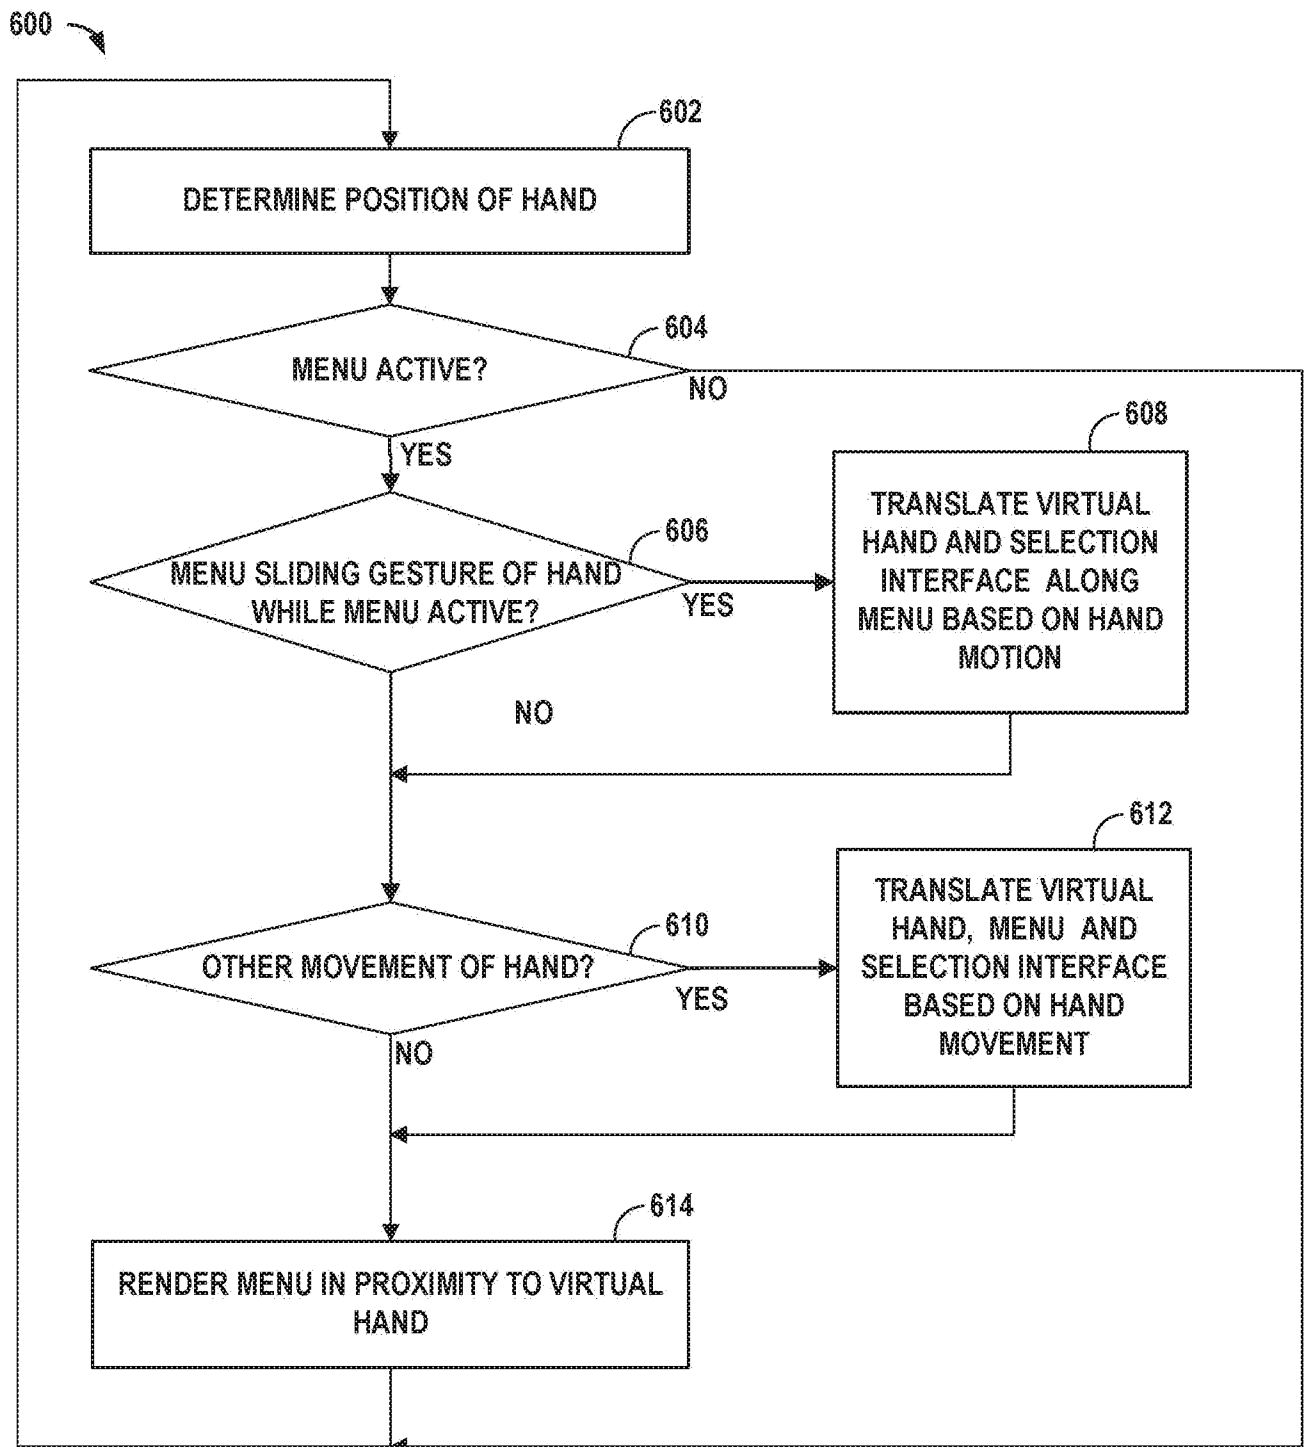 600
602
DETERMINE POSITION OF HAND
604
MENU ACTIVE?
NO
YES
606
MENU SLIDING GESTURE OF HAND
WHILE MENU ACTIVE?
YES
NO
608
TRANSLATE VIRTUAL
HAND AND SELECTION
INTERFACE ALONG
MENU BASED ON HAND
MOTION
610
OTHER MOVEMENT OF HAND?
YES
NO
612
TRANSLATE VIRTUAL
HAND, MENU AND
SELECTION INTERFACE
BASED ON HAND
MOVEMENT
614
RENDER MENU IN PROXIMITY TO VIRTUAL
HAND